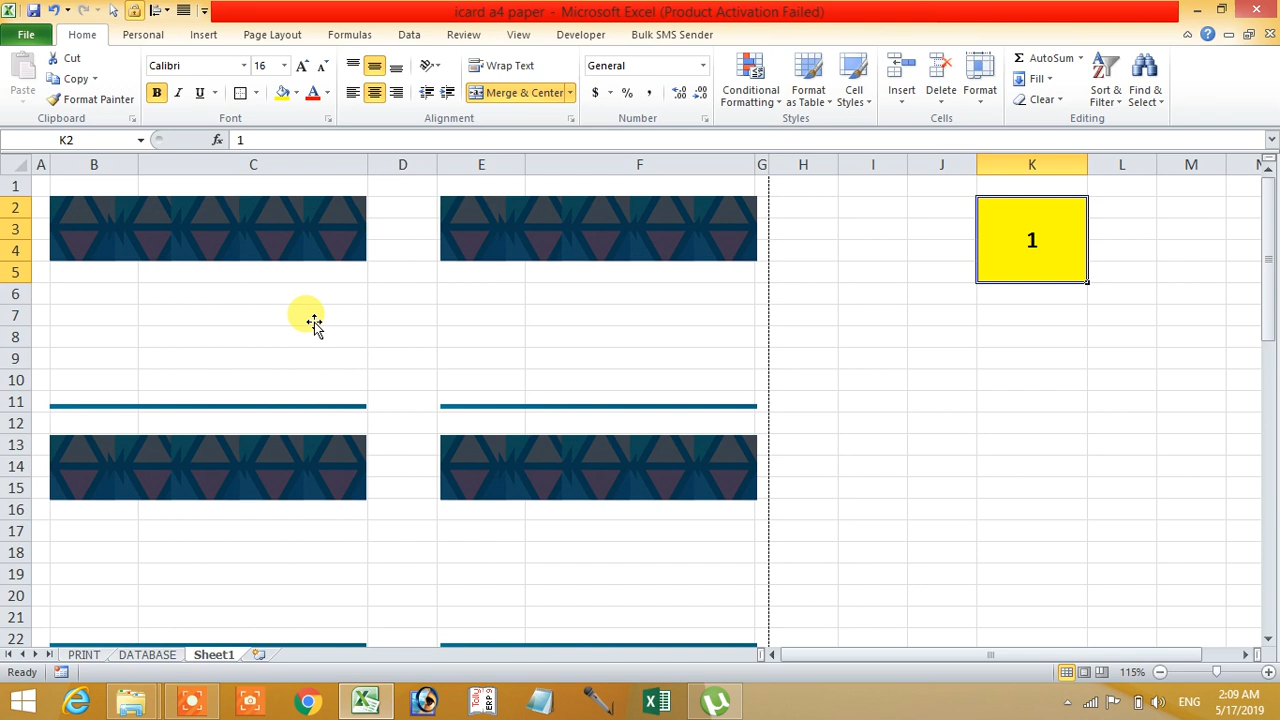 icard a4 paper - Microsoft Excel (Product Activation Failed)
File Home Personal Insert Page Layout Formulas Data Review View Developer Bulk SMS Sender
Paste
Cut
Copy
Format Painter
Clipboard
Calibri 16
B I U A
Font
Wrap Text
Merge & Center
Alignment
General
$ % ,
Number
Conditional Formatting
Format as Table
Cell Styles
Styles
Insert
Delete
Format
Cells
Σ AutoSum
Fill
Clear
Sort & Filter
Find & Select
Editing
K2 fx 1
A B C D E F G H I J K L M N
1
2
3
4
5
6
7
8
9
10
11
12
13
14
15
16
17
18
19
20
21
22
1
PRINT DATABASE Sheet1
Ready 115%
ENG
2:09 AM
5/17/2019